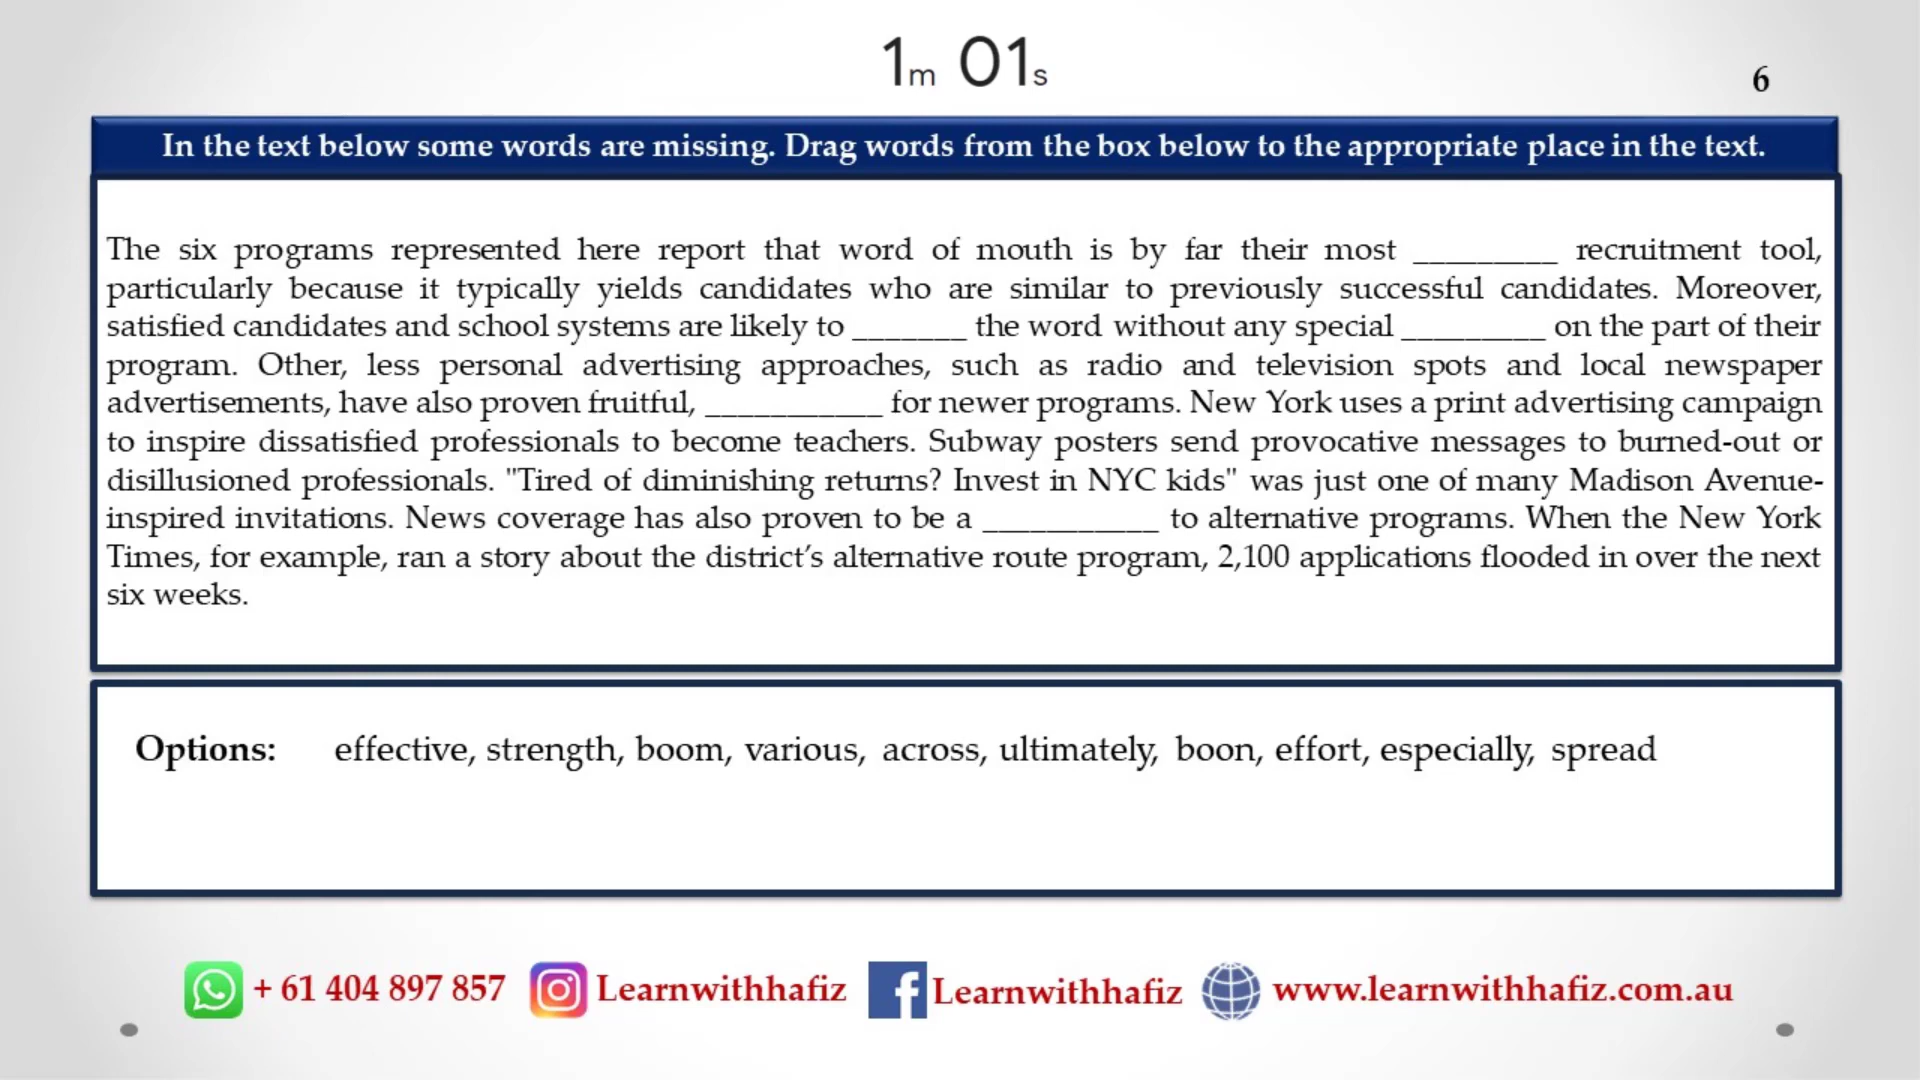 1m 01s
6
In the text below some words are missing. Drag words from the box below to the appropriate place in the text.
The six programs represented here report that word of mouth is by far their most _________ recruitment tool,
particularly because it typically yields candidates who are similar to previously successful candidates. Moreover,
satisfied candidates and school systems are likely to _______ the word without any special _________ on the part of their
program. Other, less personal advertising approaches, such as radio and television spots and local newspaper
advertisements, have also proven fruitful, ___________ for newer programs. New York uses a print advertising campaign
to inspire dissatisfied professionals to become teachers. Subway posters send provocative messages to burned-out or
disillusioned professionals. "Tired of diminishing returns? Invest in NYC kids" was just one of many Madison Avenue-
inspired invitations. News coverage has also proven to be a ___________ to alternative programs. When the New York
Times, for example, ran a story about the district’s alternative route program, 2,100 applications flooded in over the next
six weeks.
Options: effective, strength, boom, various, across, ultimately, boon, effort, especially, spread
+ 61 404 897 857 Learnwithhafiz Learnwithhafiz www.learnwithhafiz.com.au